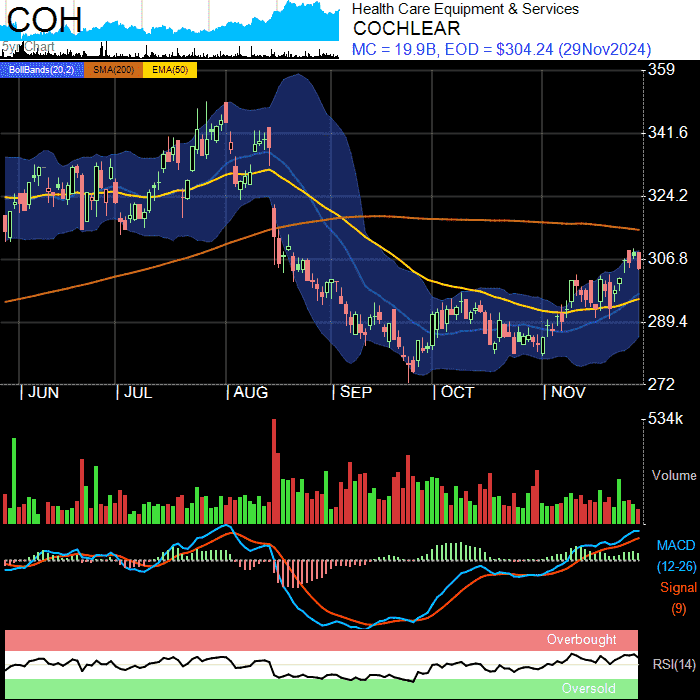 COH
5yr Chart
Health Care Equipment & Services
COCHLEAR
MC = 19.9B, EOD = $304.24 (29Nov2024)
BollBands(20,2) SMA(200) EMA(50)
359
341.6
324.2
306.8
289.4
272
| JUN | JUL | AUG | SEP | OCT | NOV
534k
Volume
MACD
(12-26)
Signal
(9)
Overbought
RSI(14)
Oversold